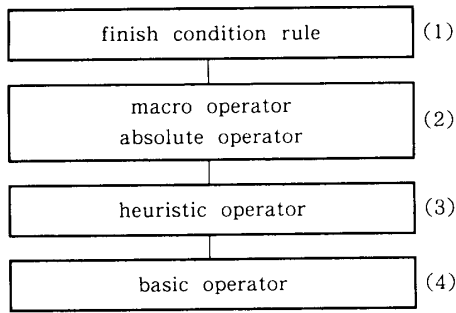 finish condition rule (1)
macro operator
absolute operator (2)
heuristic operator (3)
basic operator (4)